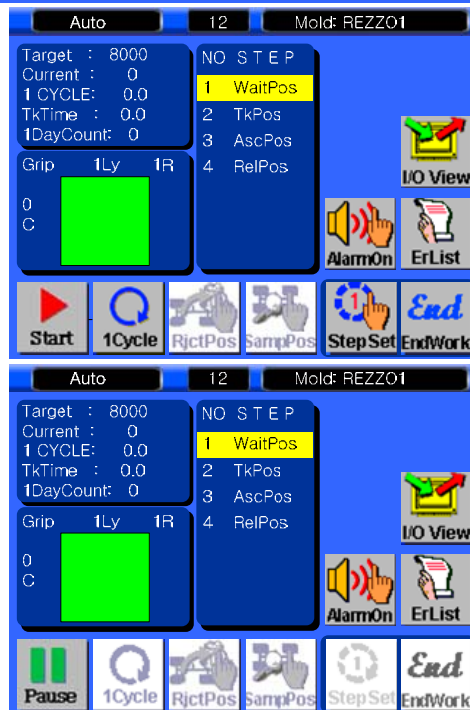 Auto 12 Mold: REZZO1
Target : 8000
Current : 0
1 CYCLE: 0.0
TkTime : 0.0
1DayCount: 0
Grip 1Ly 1R
0
C
NO STEP
1 WaitPos
2 TkPos
3 AscPos
4 RelPos
I/O View
AlarmOn ErList
Start 1Cycle RjctPos SampPos 1 StepSet End EndWork
Auto 12 Mold: REZZO1
Target : 8000
Current : 0
1 CYCLE: 0.0
TkTime : 0.0
1DayCount: 0
Grip 1Ly 1R
0
C
NO STEP
1 WaitPos
2 TkPos
3 AscPos
4 RelPos
I/O View
AlarmOn ErList
Pause 1Cycle RjctPos SampPos 1 StepSet End EndWork